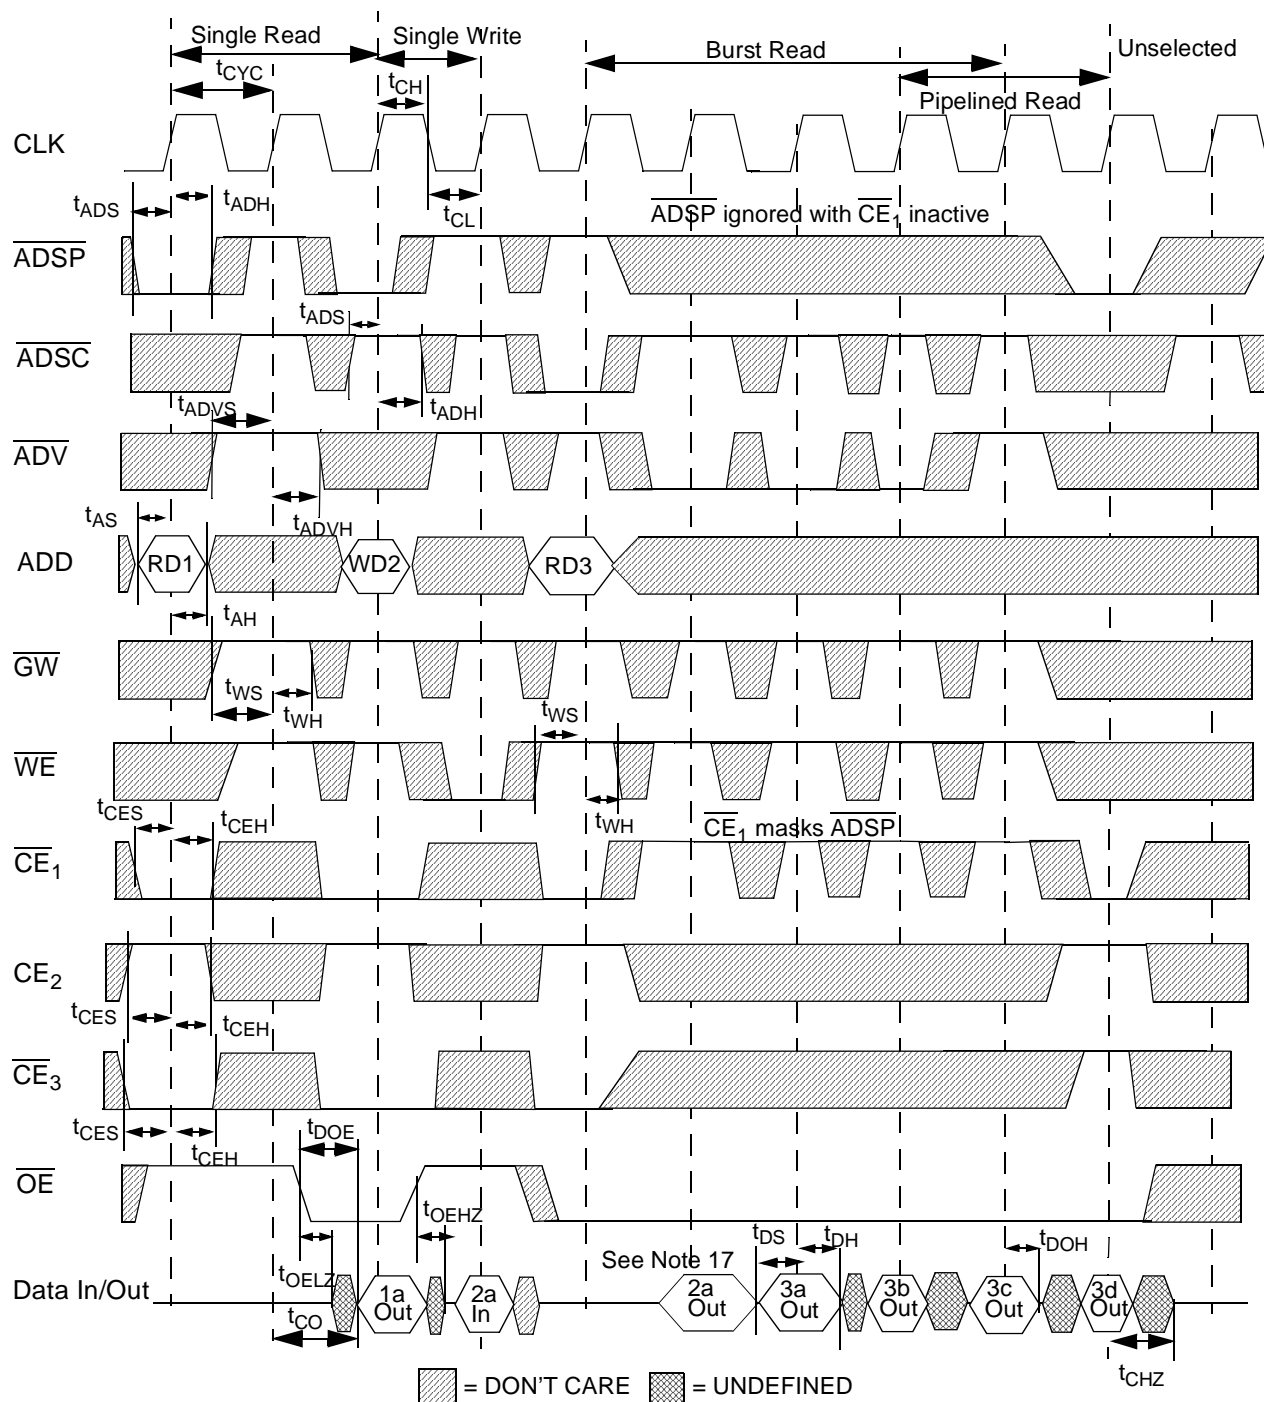 Single Read
Single Write
Burst Read
Unselected
tCYC
tCH
Pipelined Read
CLK
tADS
tADH
tCL
ADSP ignored with CE1 inactive
ADSP
tADS
ADSC
tADVS
tADH
ADV
tAS
tADVH
ADD
RD1
WD2
RD3
tAH
GW
tWS
tWH
tWS
WE
tCES
tCEH
tWH
CE1 masks ADSP
CE1
CE2
tCES
tCEH
CE3
tCES
tCEH
tDOE
OE
tOEHZ
tDS
tDH
tDOH
See Note 17
tOELZ
Data In/Out
1a Out
2a In
2a Out
3a Out
3b Out
3c Out
3d Out
tCO
tCHZ
= DON'T CARE
= UNDEFINED